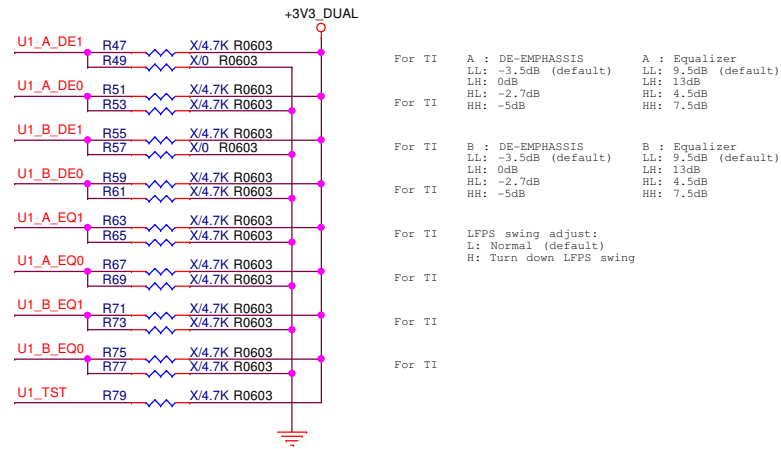 +3V3_DUAL
U1_A_DE1 R47 X/4.7K R0603
R49 X/0 R0603
U1_A_DE0 R51 X/4.7K R0603
R53 X/4.7K R0603
U1_B_DE1 R55 X/4.7K R0603
R57 X/0 R0603
U1_B_DE0 R59 X/4.7K R0603
R61 X/4.7K R0603
U1_A_EQ1 R63 X/4.7K R0603
R65 X/4.7K R0603
U1_A_EQ0 R67 X/4.7K R0603
R69 X/4.7K R0603
U1_B_EQ1 R71 X/4.7K R0603
R73 X/4.7K R0603
U1_B_EQ0 R75 X/4.7K R0603
R77 X/4.7K R0603
U1_TST R79 X/4.7K R0603
For TI A : DE-EMPHASSIS A : Equalizer
LL: -3.5dB (default) LL: 9.5dB (default)
LH: 0dB LH: 13dB
HL: -2.7dB HL: 4.5dB
For TI HH: -5dB HH: 7.5dB
For TI B : DE-EMPHASSIS B : Equalizer
LL: -3.5dB (default) LL: 9.5dB (default)
LH: 0dB LH: 13dB
HL: -2.7dB HL: 4.5dB
For TI HH: -5dB HH: 7.5dB
For TI LFPS swing adjust:
L: Normal (default)
H: Turn down LFPS swing
For TI
For TI
For TI